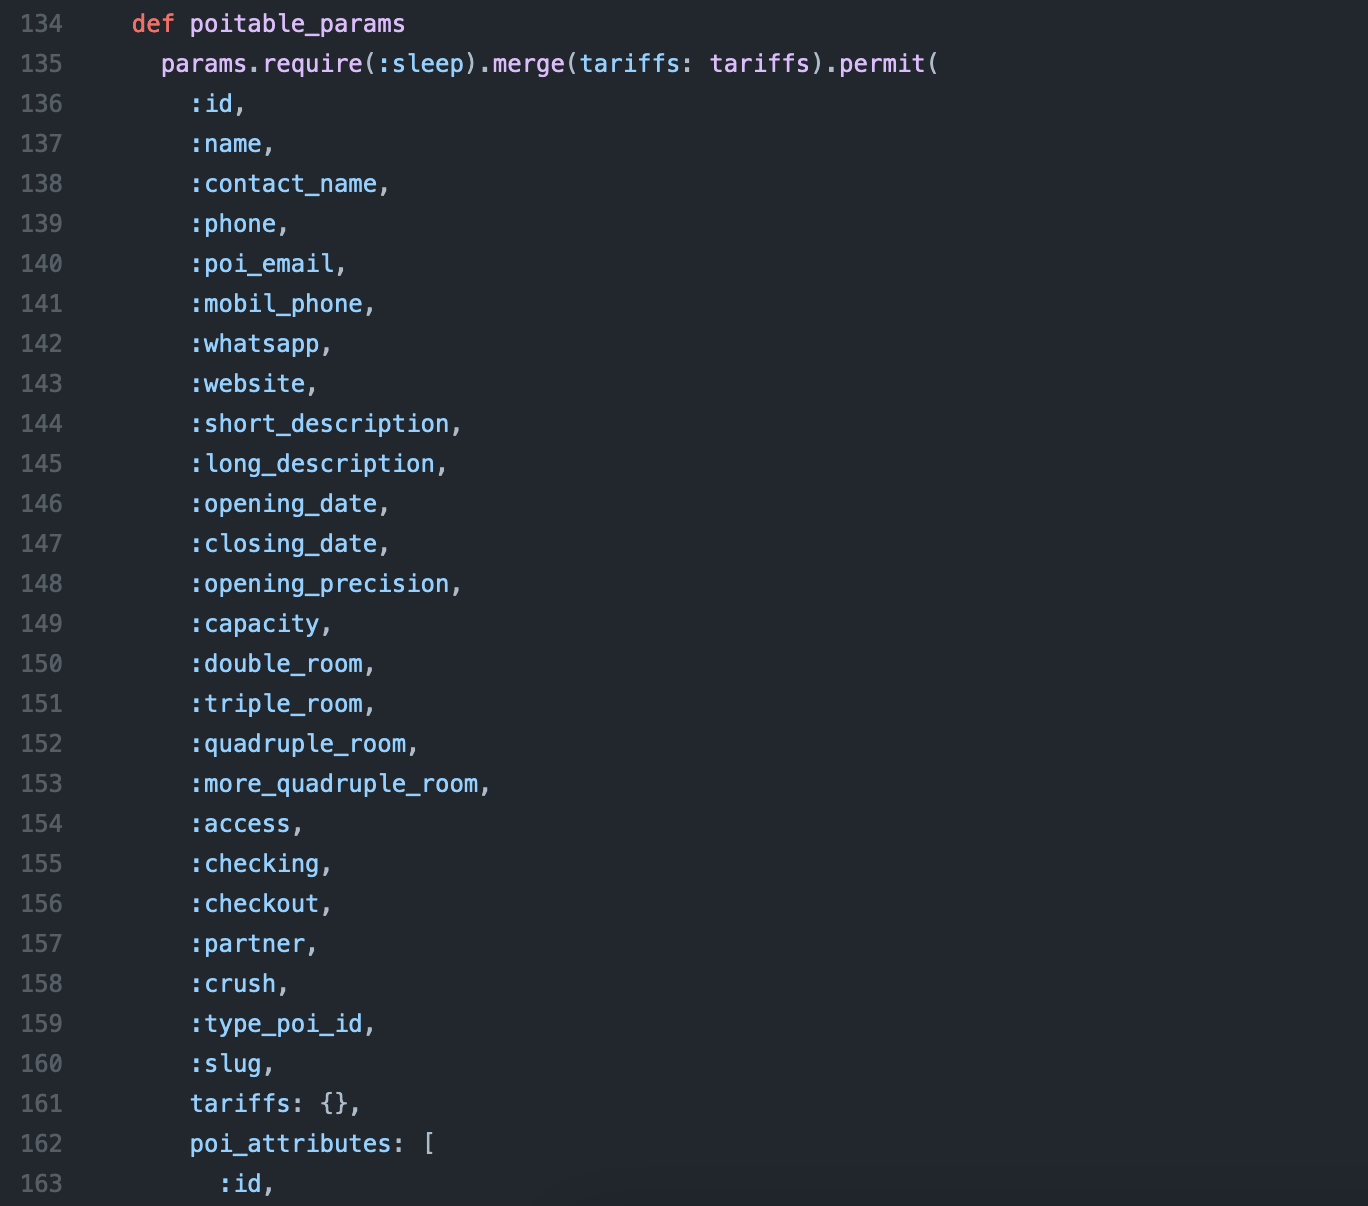 134 def poitable_params
135 params.require(:sleep).merge(tariffs: tariffs).permit(
136 :id,
137 :name,
138 :contact_name,
139 :phone,
140 :poi_email,
141 :mobil_phone,
142 :whatsapp,
143 :website,
144 :short_description,
145 :long_description,
146 :opening_date,
147 :closing_date,
148 :opening_precision,
149 :capacity,
150 :double_room,
151 :triple_room,
152 :quadruple_room,
153 :more_quadruple_room,
154 :access,
155 :checking,
156 :checkout,
157 :partner,
158 :crush,
159 :type_poi_id,
160 :slug,
161 tariffs: {},
162 poi_attributes: [
163 :id,